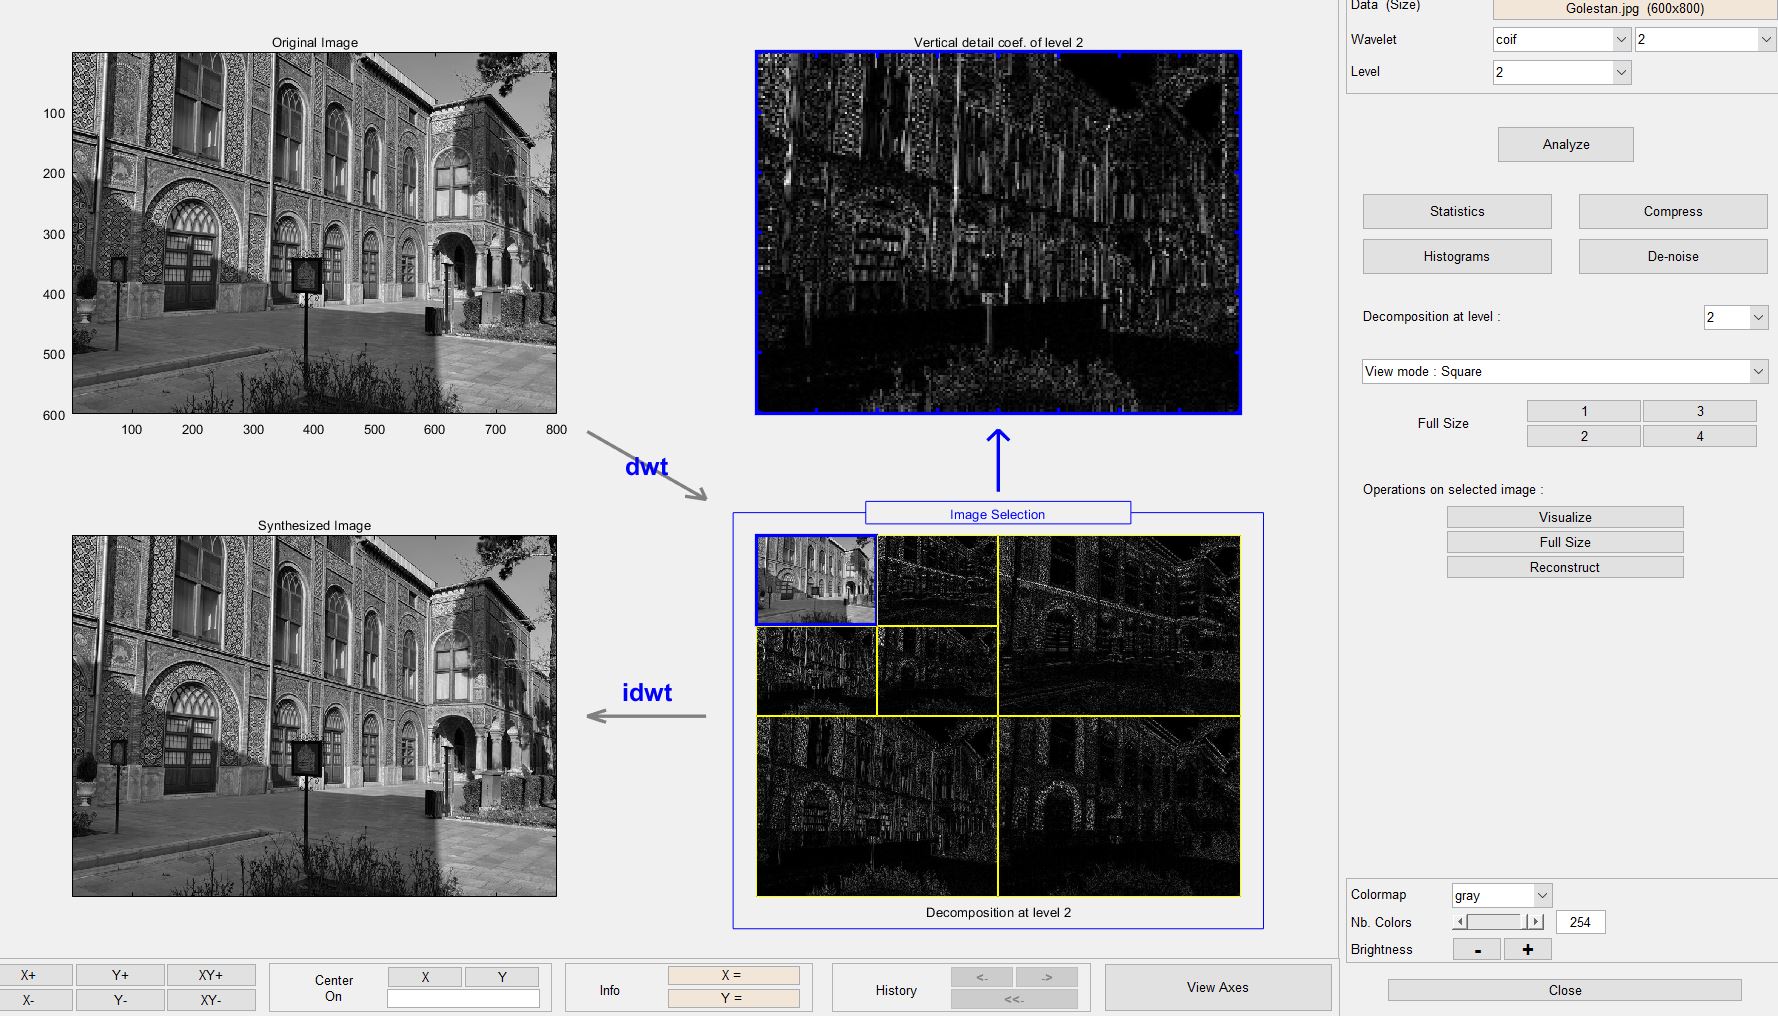 Original Image
100
200
300
400
500
600
100 200 300 400 500 600 700 800
Vertical detail coef. of level 2
dwt
Synthesized Image
idwt
Image Selection
Decomposition at level 2
Data (Size) Golestan.jpg (600x800)
Wavelet coif 2
Level 2
Analyze
Statistics Compress
Histograms De-noise
Decomposition at level : 2
View mode : Square
Full Size 1 3
2 4
Operations on selected image :
Visualize
Full Size
Reconstruct
Colormap gray
Nb. Colors 254
Brightness - +
Close
X+ Y+ XY+
X- Y- XY-
Center On X Y
Info X =
Y =
History <- ->
<<-
View Axes